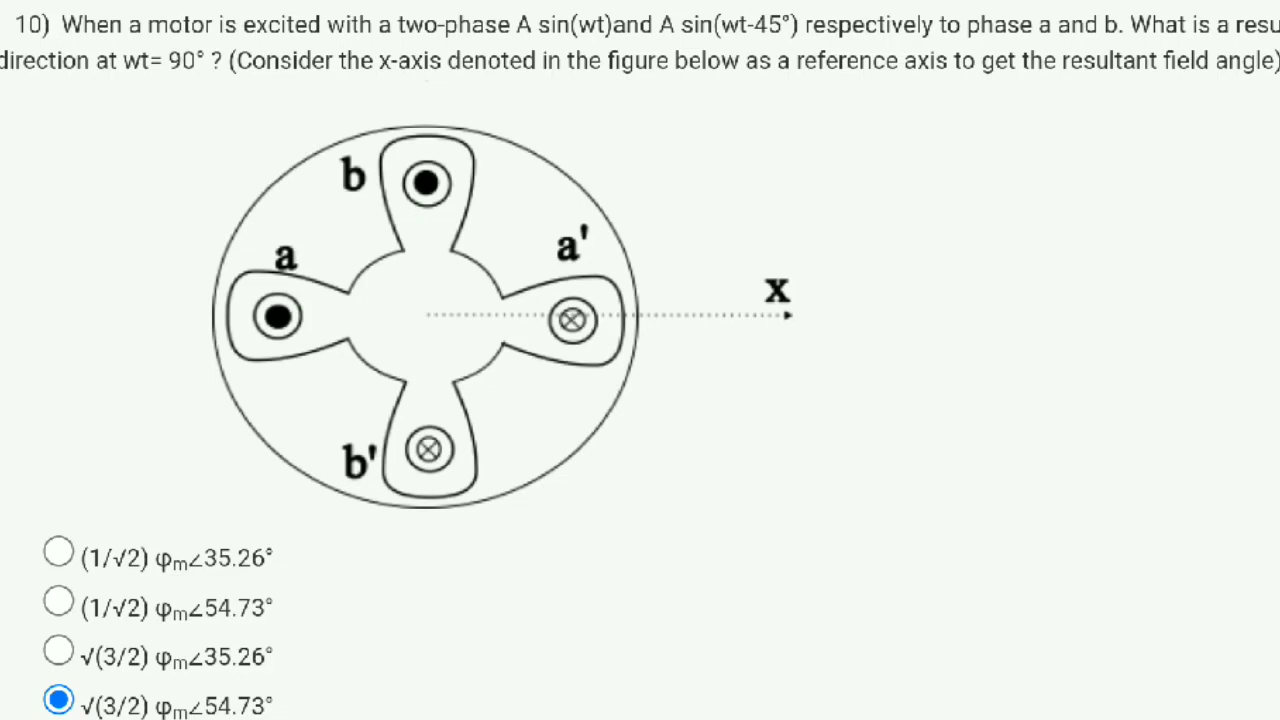 10) When a motor is excited with a two-phase A sin(wt)and A sin(wt-45°) respectively to phase a and b. What is a
direction at wt= 90° ? (Consider the x-axis denoted in the figure below as a reference axis to get the resultant field angle)
b
a'
a
x
b'
(1/√2) φm∠35.26°
(1/√2) φm∠54.73°
√(3/2) φm∠35.26°
√(3/2) φm∠54.73°